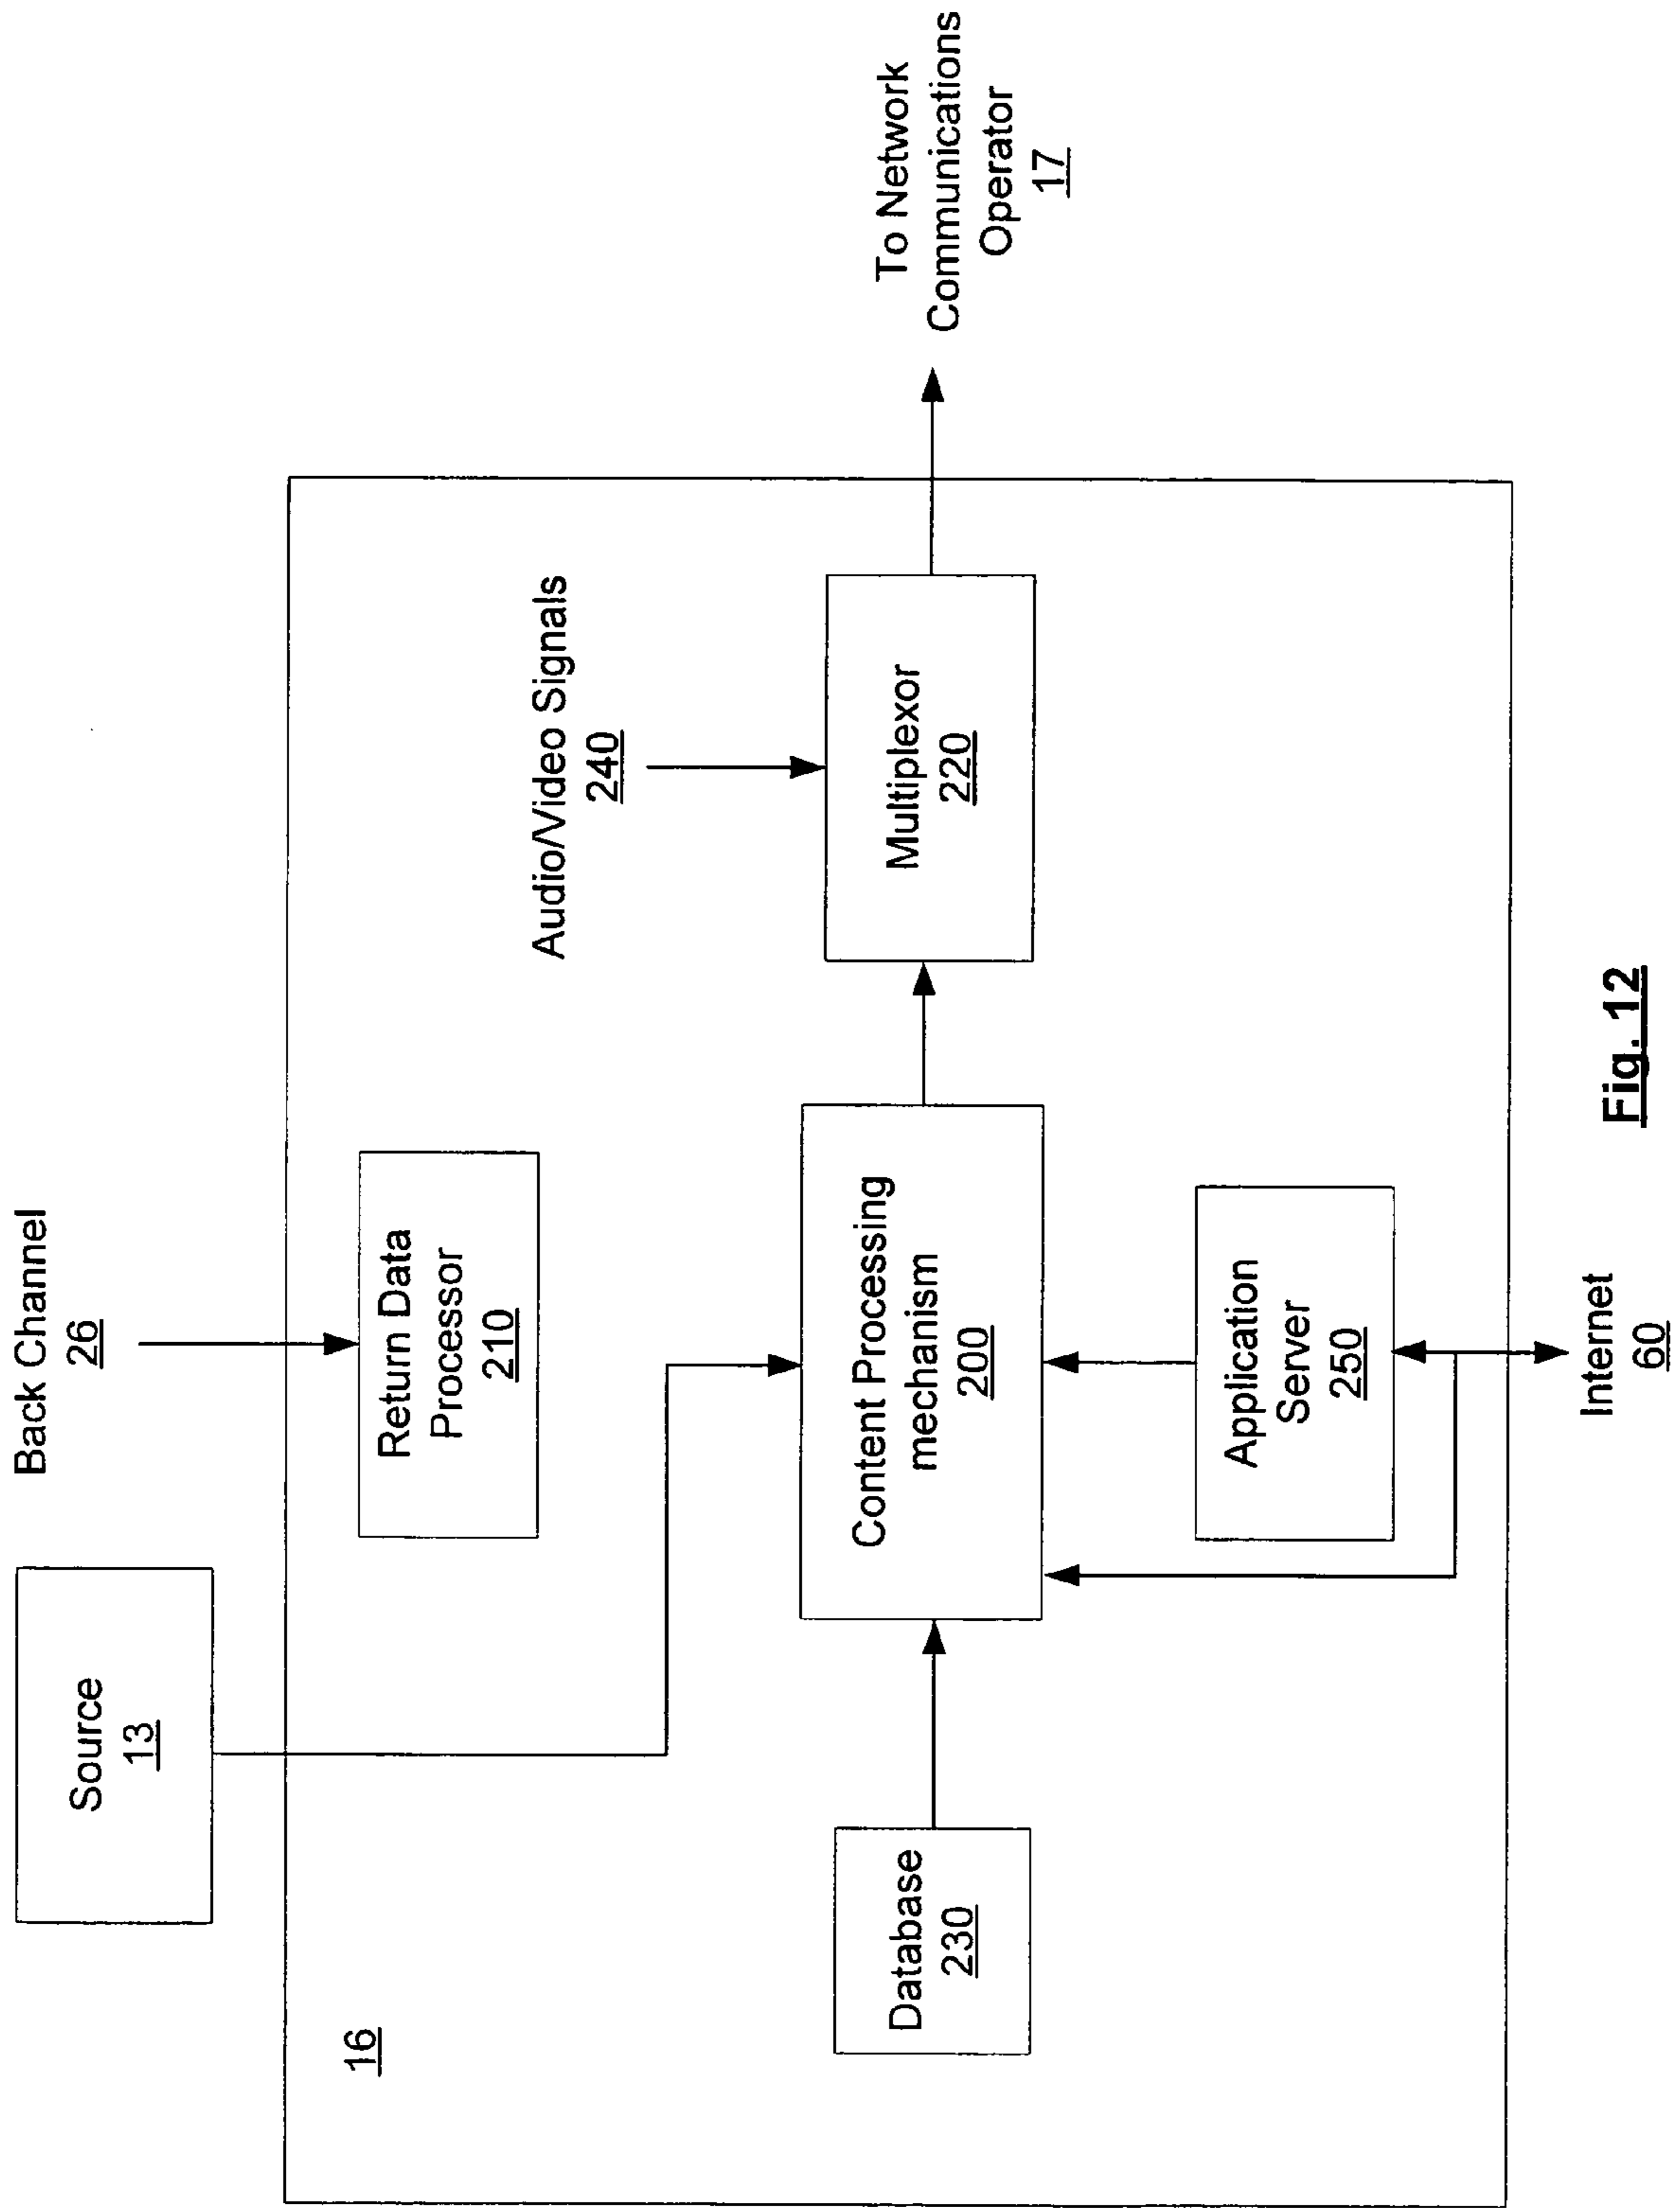 Back Channel
26
Source
13
16
Return Data
Processor
210
Audio/Video Signals
240
Database
230
Content Processing
mechanism
200
Multiplexor
220
To Network
Communications
Operator
17
Application
Server
250
Internet
60
Fig. 12